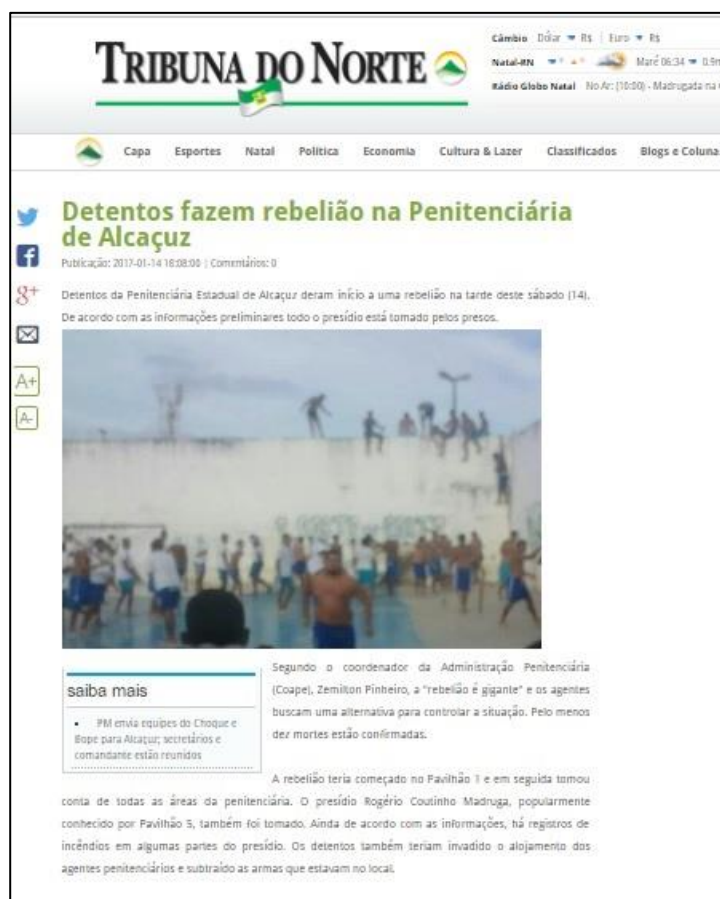 TRIBUNA DO NORTE
Câmbio Dólar R$ | Euro R$
Natal-RN Maré 06:34 0.9m
Rádio Globo Natal No Ar: (10:00) - Madrugada na
Capa Esportes Natal Política Economia Cultura & Lazer Classificados Blogs e Coluna
Detentos fazem rebelião na Penitenciária
de Alcaçuz
Publicação: 2017-01-14 18:08:00 | Comentários: 0
Detentos da Penitenciária Estadual de Alcaçuz deram início a uma rebelião na tarde deste sábado (14).
De acordo com as informações preliminares todo o presídio está tomado pelos presos.
A+
A-
Segundo o coordenador da Administração Penitenciária
(Coape), Zemilton Pinheiro, a "rebelião é gigante" e os agentes
buscam uma alternativa para controlar a situação. Pelo menos
dez mortes estão confirmadas.
saiba mais
PM envia equipes do Choque e
Bope para Alcaçuz; secretários e
comandante estão reunidos
A rebelião teria começado no Pavilhão 1 e em seguida tomou
conta de todas as áreas da penitenciária. O presídio Rogério Coutinho Madruga, popularmente
conhecido por Pavilhão 5, também foi tomado. Ainda de acordo com as informações, há registros de
incêndios em algumas partes do presídio. Os detentos também teriam invadido o alojamento dos
agentes penitenciários e subtraído as armas que estavam no local.